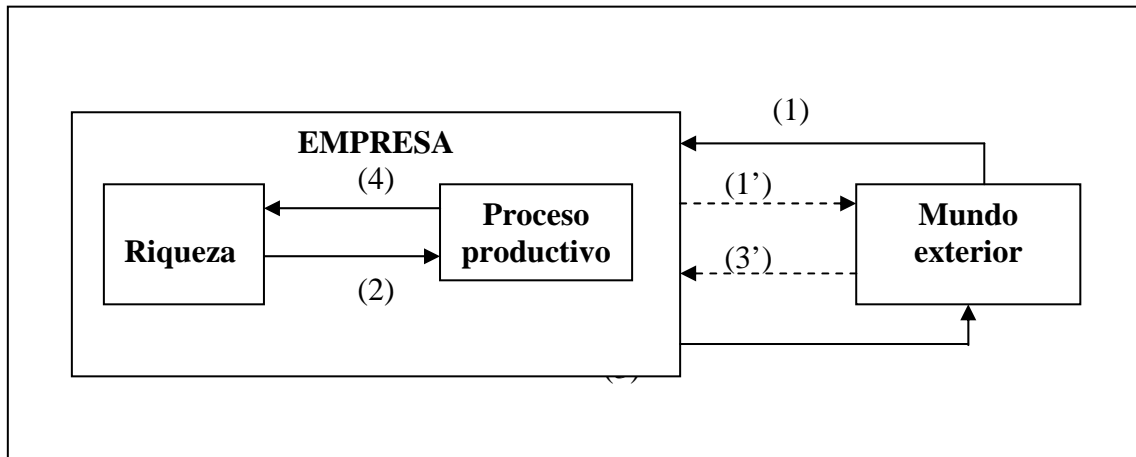 (1)
EMPRESA
(4)
(1’)
Riqueza
Proceso
productivo
Mundo
exterior
(3’)
(2)